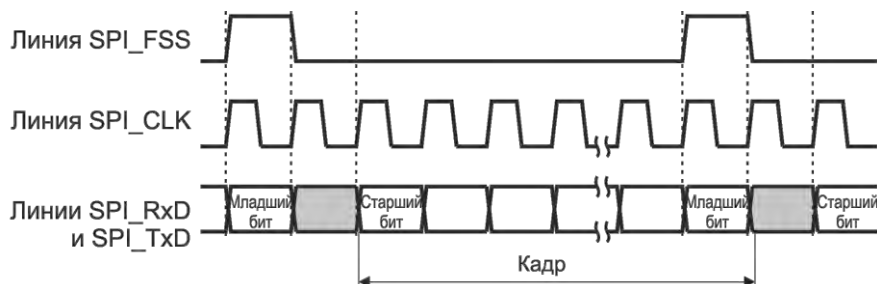 Линия SPI_FSS
Линия SPI_CLK
Линии SPI_RxD
и SPI_TxD
Младший
бит
Старший
бит
Младший
бит
Старший
бит
Кадр